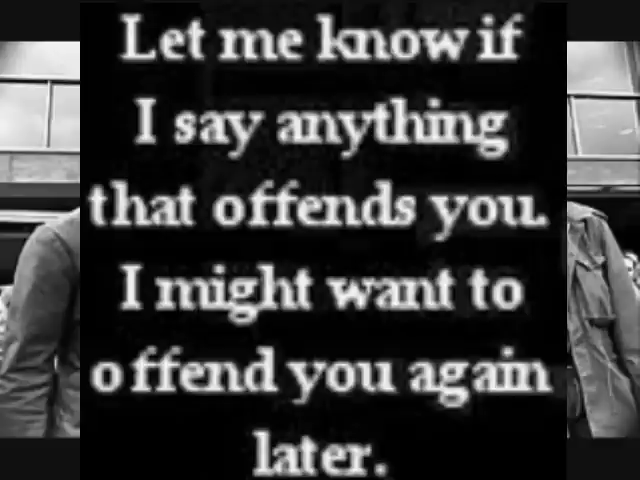 Let me know if
I say anything
that offends you.
I might want to
offend you again
later.